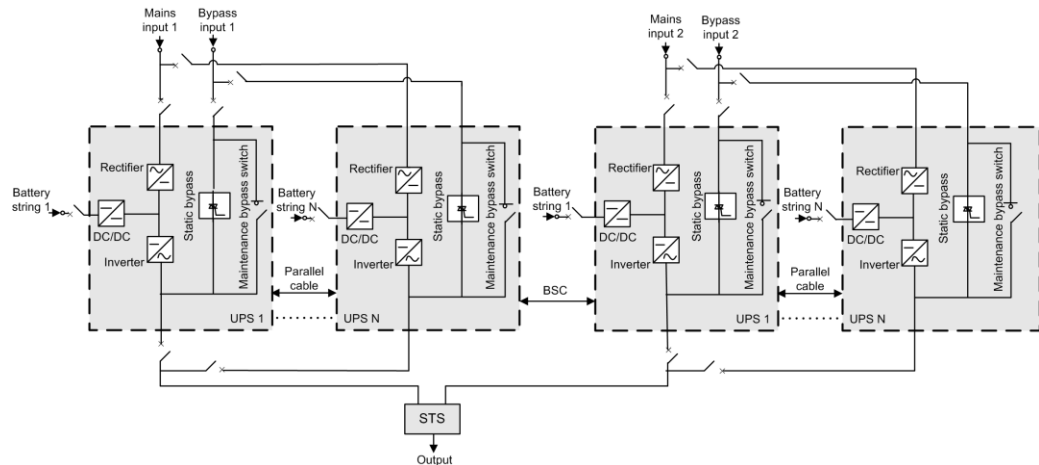 Mains
input 1
Bypass
input 1
Mains
input 2
Bypass
input 2
Rectifier
Battery
string 1
DC/DC
Inverter
Static bypass
Maintenance bypass switch
UPS 1
Parallel
cable
Rectifier
Battery
string N
DC/DC
Inverter
Static bypass
Maintenance bypass switch
UPS N
BSC
Rectifier
Battery
string 1
DC/DC
Inverter
Static bypass
Maintenance bypass switch
UPS 1
Parallel
cable
Rectifier
Battery
string N
DC/DC
Inverter
Static bypass
Maintenance bypass switch
UPS N
STS
Output